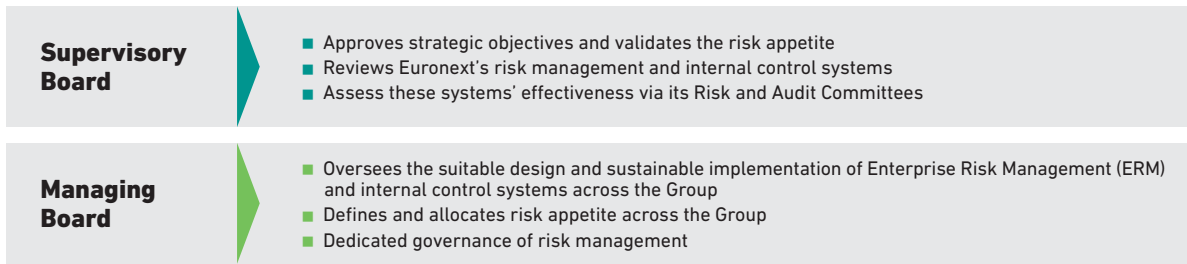 Supervisory
Board
■ Approves strategic objectives and validates the risk appetite
■ Reviews Euronext’s risk management and internal control systems
■ Assess these systems’ effectiveness via its Risk and Audit Committees
Managing
Board
■ Oversees the suitable design and sustainable implementation of Enterprise Risk Management (ERM)
and internal control systems across the Group
■ Defines and allocates risk appetite across the Group
■ Dedicated governance of risk management